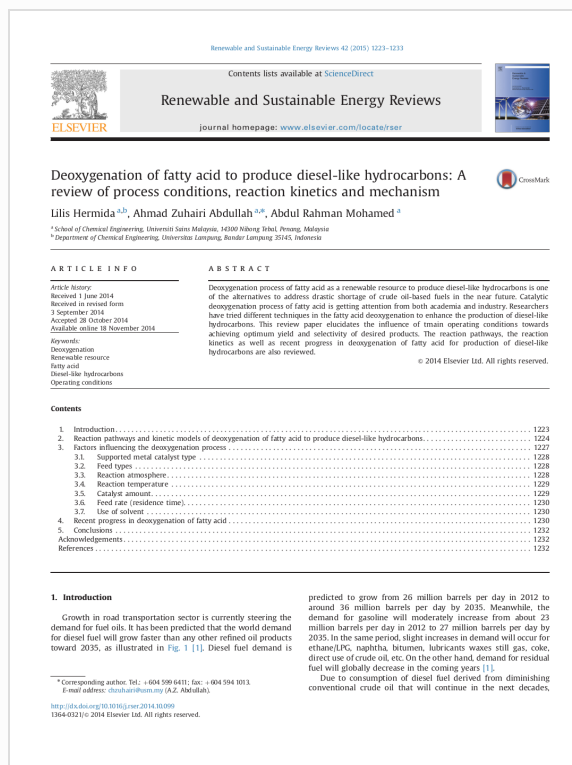 Renewable and Sustainable Energy Reviews 42 (2015) 1223–1233
Contents lists available at ScienceDirect
Renewable and Sustainable Energy Reviews
journal homepage: www.elsevier.com/locate/rser
ELSEVIER
Deoxygenation of fatty acid to produce diesel-like hydrocarbons: A
review of process conditions, reaction kinetics and mechanism
CrossMark
Lilis Hermida a,b, Ahmad Zuhairi Abdullah a,*, Abdul Rahman Mohamed a
a School of Chemical Engineering, Universiti Sains Malaysia, 14300 Nibong Tebal, Penang, Malaysia
b Department of Chemical Engineering, Universitas Lampung, Bandar Lampung 35145, Indonesia
ARTICLE INFO
Article history:
Received 1 June 2014
Received in revised form
3 September 2014
Accepted 28 October 2014
Available online 18 November 2014
Keywords:
Deoxygenation
Renewable resource
Fatty acid
Diesel-like hydrocarbons
Operating conditions
ABSTRACT
Deoxygenation process of fatty acid as a renewable resource to produce diesel-like hydrocarbons is one
of the alternatives to address drastic shortage of crude oil-based fuels in the near future. Catalytic
deoxygenation process of fatty acid is getting attention from both academia and industry. Researchers
have tried different techniques in the fatty acid deoxygenation to enhance the production of diesel-like
hydrocarbons. This review paper elucidates the influence of tmain operating conditions towards
achieving optimum yield and selectivity of desired products. The reaction pathways, the reaction
kinetics as well as recent progress in deoxygenation of fatty acid for production of diesel-like
hydrocarbons are also reviewed.
© 2014 Elsevier Ltd. All rights reserved.
Contents
1. Introduction . . . 1223
2. Reaction pathways and kinetic models of deoxygenation of fatty acid to produce diesel-like hydrocarbons . . . 1224
3. Factors influencing the deoxygenation process . . . 1227
3.1. Supported metal catalyst type . . . 1228
3.2. Feed types . . . 1228
3.3. Reaction atmosphere . . . 1228
3.4. Reaction temperature . . . 1229
3.5. Catalyst amount . . . 1229
3.6. Feed rate (residence time) . . . 1230
3.7. Use of solvent . . . 1230
4. Recent progress in deoxygenation of fatty acid . . . 1230
5. Conclusions . . . 1232
Acknowledgements . . . 1232
References . . . 1232
1. Introduction
Growth in road transportation sector is currently steering the
demand for fuel oils. It has been predicted that the world demand
for diesel fuel will grow faster than any other refined oil products
toward 2035, as illustrated in Fig. 1 [1]. Diesel fuel demand is
predicted to grow from 26 million barrels per day in 2012 to
around 36 million barrels per day by 2035. Meanwhile, the
demand for gasoline will moderately increase from about 23
million barrels per day in 2012 to 27 million barrels per day by
2035. In the same period, slight increases in demand will occur for
ethane/LPG, naphtha, bitumen, lubricants waxes still gas, coke,
direct use of crude oil, etc. On the other hand, demand for residual
fuel will globally decrease in the coming years [1].
Due to consumption of diesel fuel derived from diminishing
conventional crude oil that will continue in the next decades,
* Corresponding author. Tel.: +604 599 6411; fax: +604 594 1013.
E-mail address: chzuhairi@usm.my (A.Z. Abdullah).
http://dx.doi.org/10.1016/j.rser.2014.10.099
1364-0321/© 2014 Elsevier Ltd. All rights reserved.